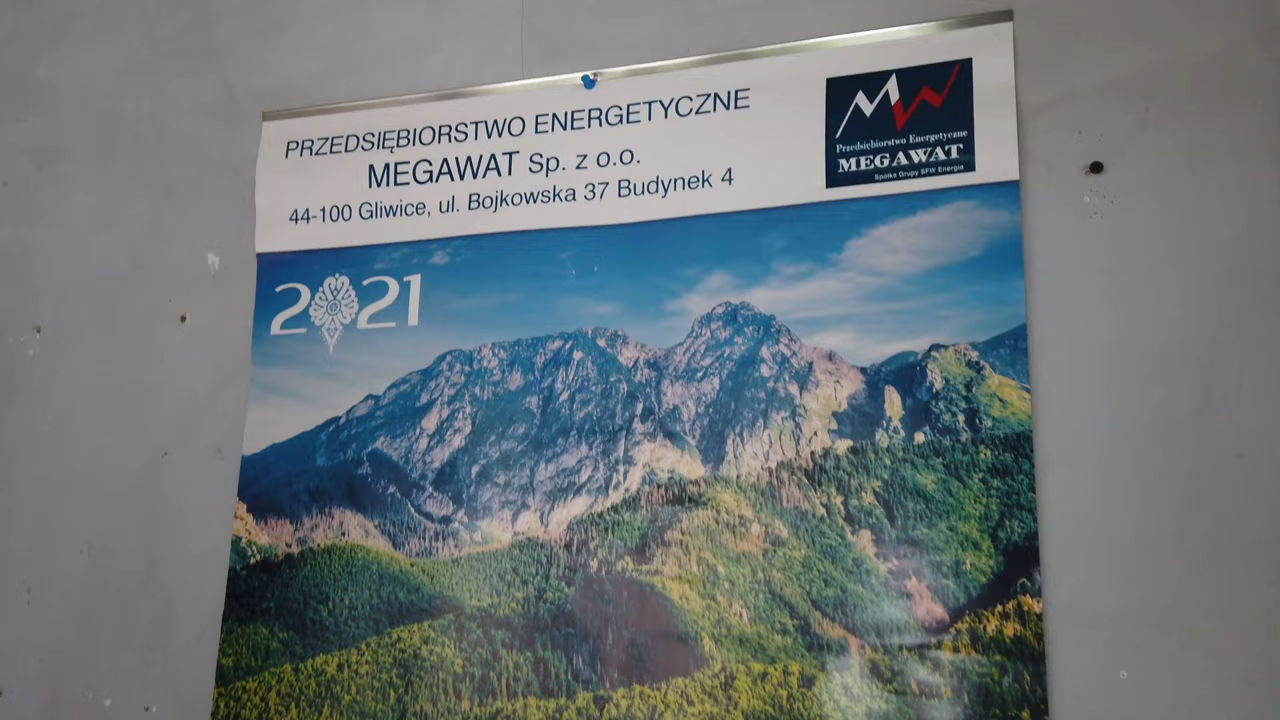 PRZEDSIĘBIORSTWO ENERGETYCZNE
MEGAWAT Sp. z o.o.
44-100 Gliwice, ul. Bojkowska 37 Budynek 4
MW
Przedsiębiorstwo Energetyczne
MEGAWAT
Spółka Grupy SFW Energia
2021